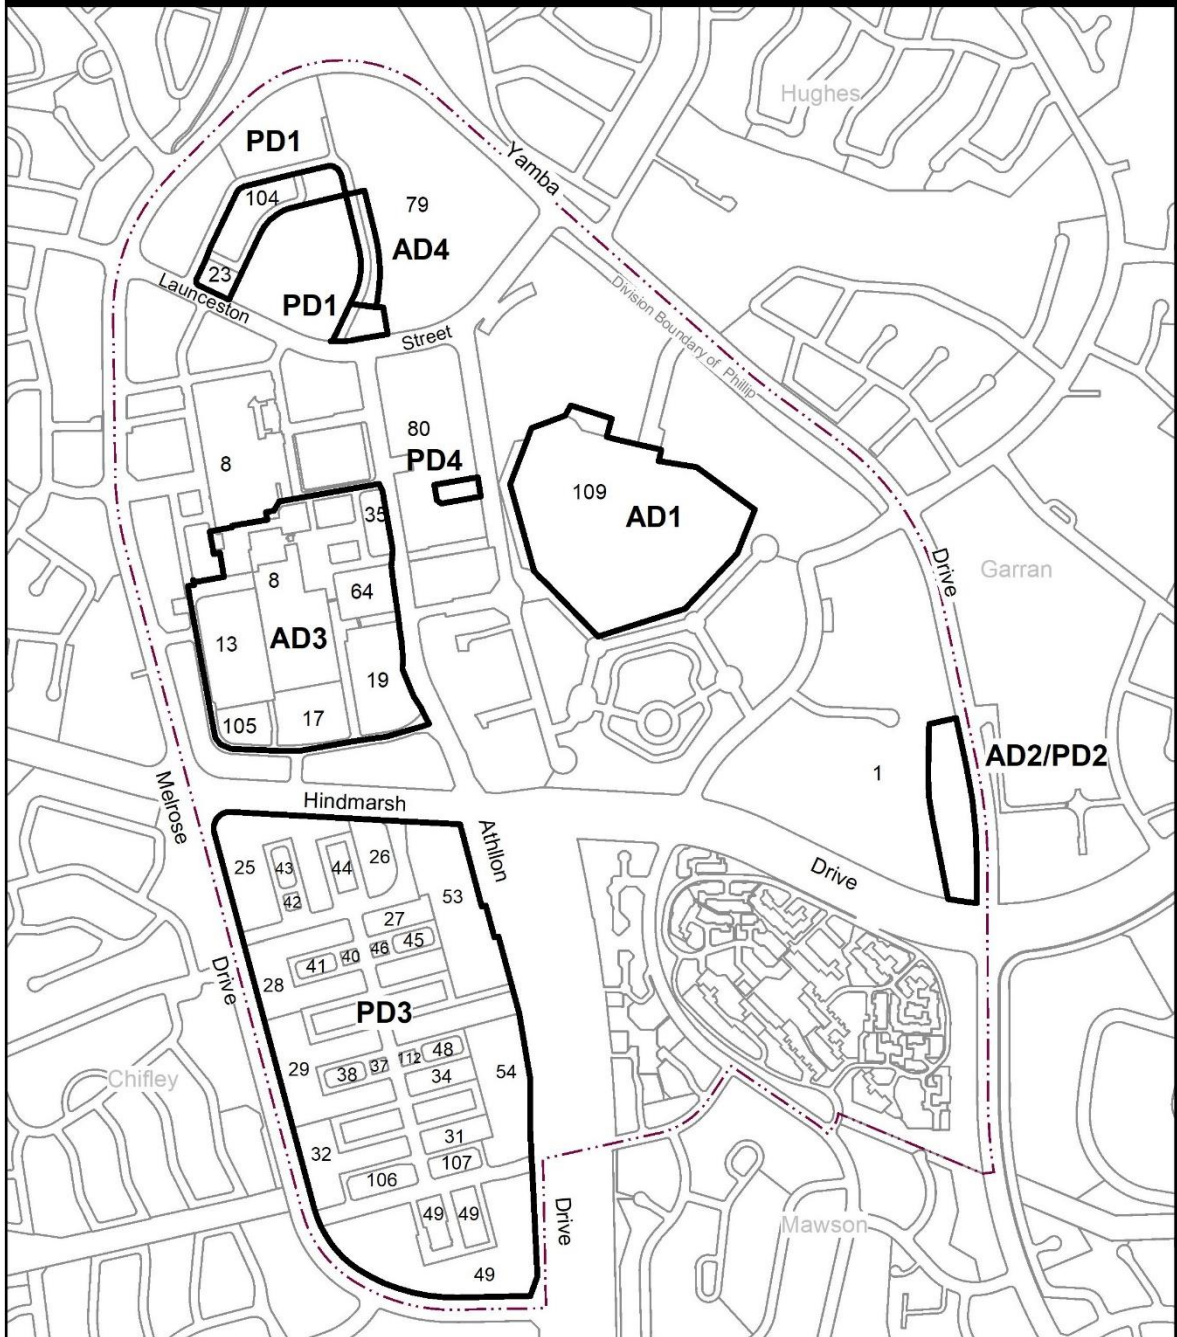 Hughes
PD1
Yamba
104
79
AD4
23
Launceston
PD1
Street
Division Boundary of Phillip
80
8
PD4
109
35
AD1
Drive
Garran
8
64
13
AD3
19
105
17
AD2/PD2
1
Melrose
Hindmarsh
Athllon
Drive
25
43
44
26
42
53
27
41
40
46
45
28
Drive
PD3
29
38
37
112
48
34
54
Chifley
31
32
107
106
49
49
Drive
Mawson
49